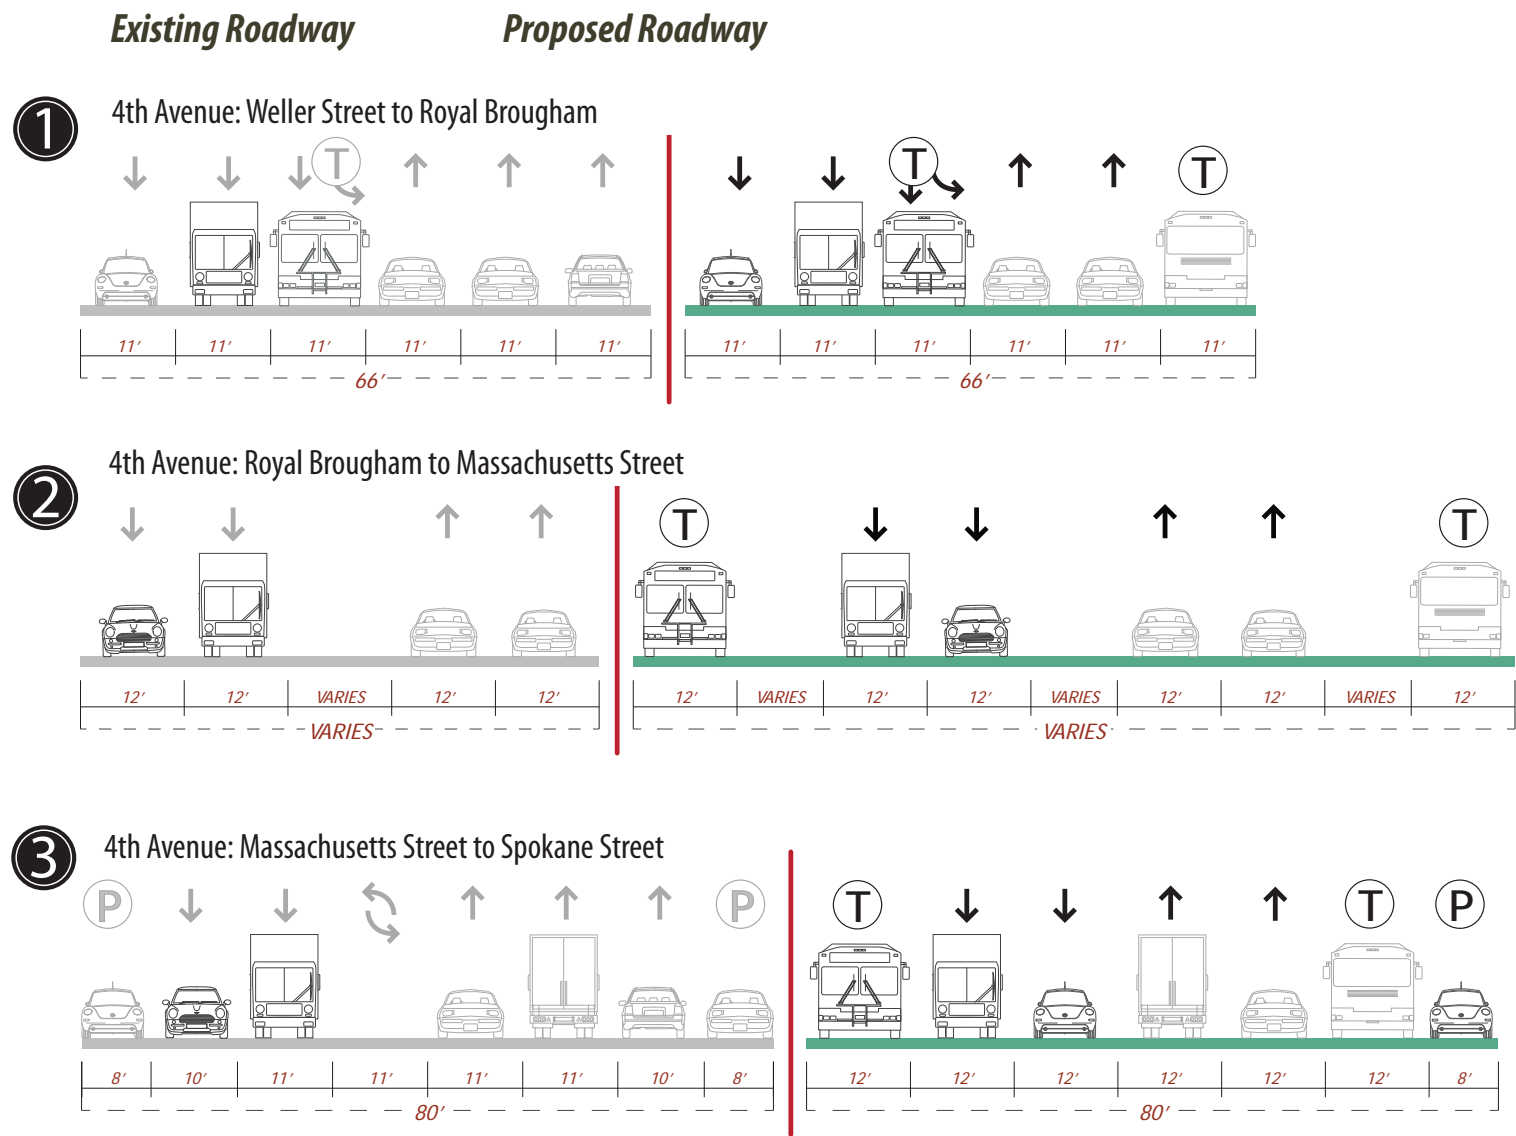 Existing Roadway Proposed Roadway
1 4th Avenue: Weller Street to Royal Brougham
T T T
11' 11' 11' 11' 11' 11' 11' 11' 11' 11' 11' 11'
66' 66'
2 4th Avenue: Royal Brougham to Massachusetts Street
T T
12' 12' VARIES 12' 12' 12' VARIES 12' 12' VARIES 12' 12' VARIES 12'
VARIES VARIES
3 4th Avenue: Massachusetts Street to Spokane Street
P P T T P
8' 10' 11' 11' 11' 11' 10' 8' 12' 12' 12' 12' 12' 12' 8'
80' 80'